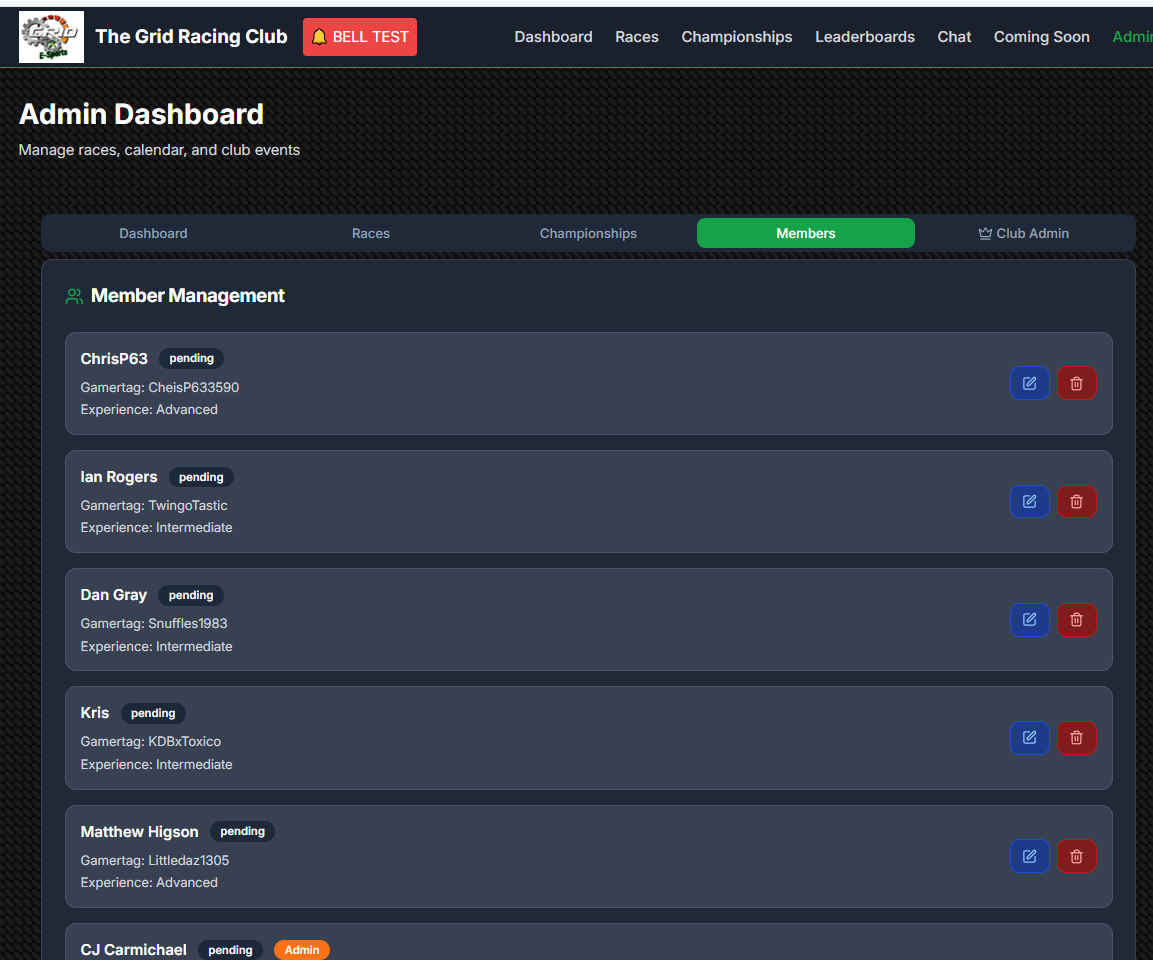 GRID
E-Sports
The Grid Racing Club
BELL TEST
Dashboard Races Championships Leaderboards Chat Coming Soon Admin
Admin Dashboard
Manage races, calendar, and club events
Dashboard Races Championships Members Club Admin
Member Management
ChrisP63 pending
Gamertag: CheisP633590
Experience: Advanced
Ian Rogers pending
Gamertag: TwingoTastic
Experience: Intermediate
Dan Gray pending
Gamertag: Snuffles1983
Experience: Intermediate
Kris pending
Gamertag: KDBxToxico
Experience: Intermediate
Matthew Higson pending
Gamertag: Littledaz1305
Experience: Advanced
CJ Carmichael pending Admin